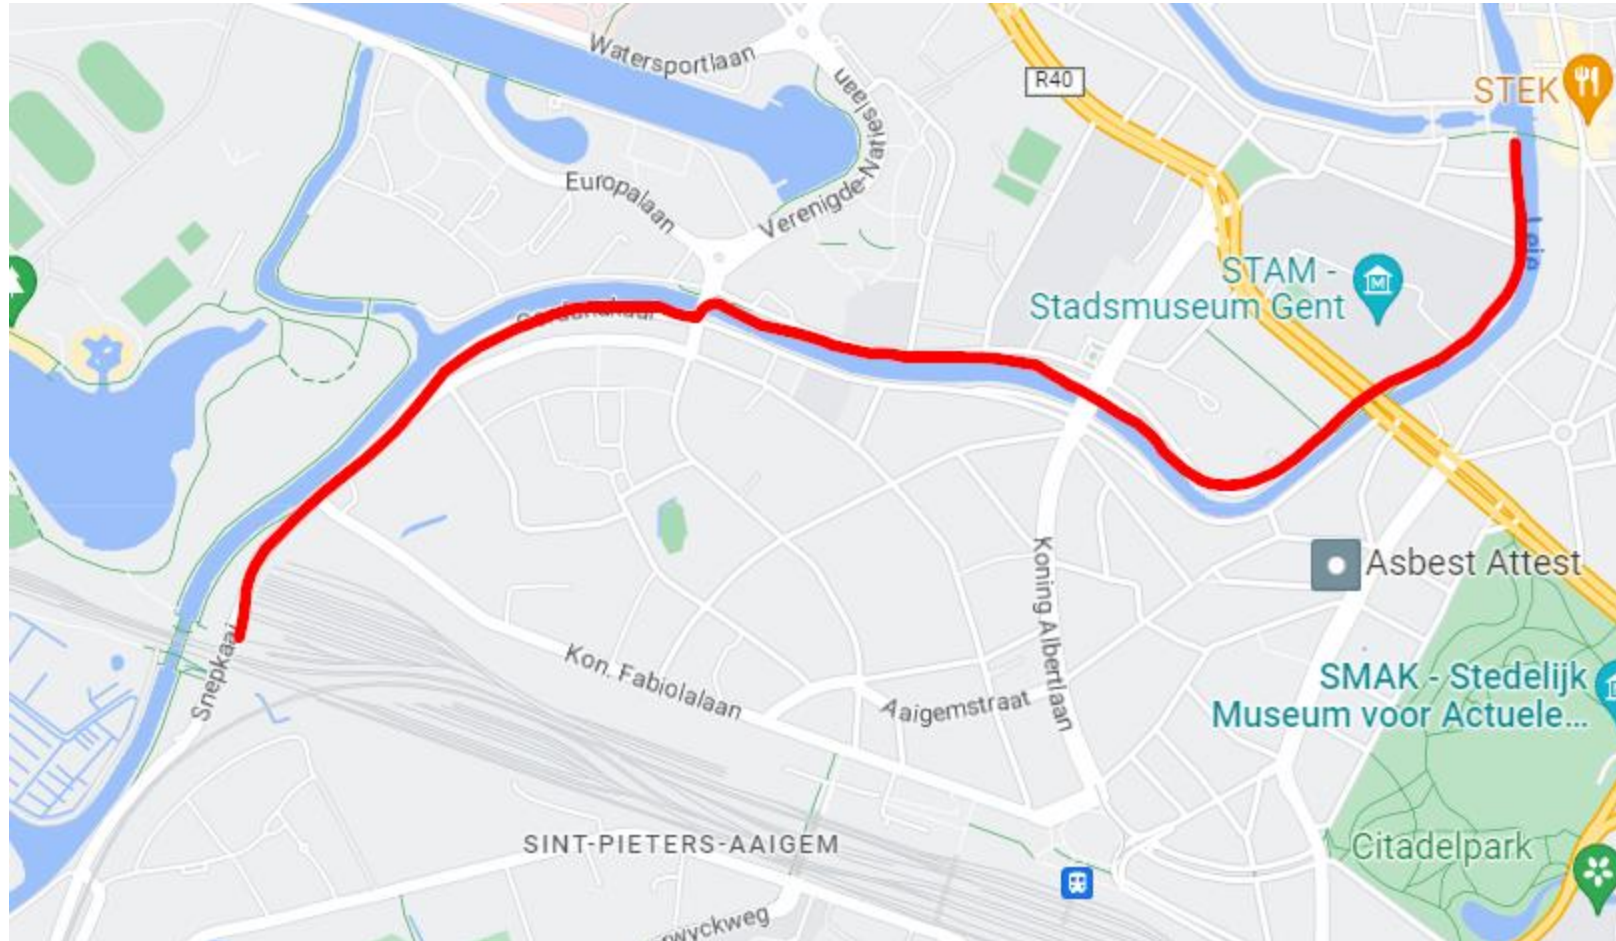 Watersportlaan
Verenigde-Natieslaan
R40
STEK
Europalaan
Leie
STAM -
Stadsmuseum Gent
Asbest Attest
Koning Albertlaan
Snepkaai
Kon. Fabiolalaan
Aaigemstraat
SMAK - Stedelijk
Museum voor Actuele...
SINT-PIETERS-AAIGEM
Citadelpark